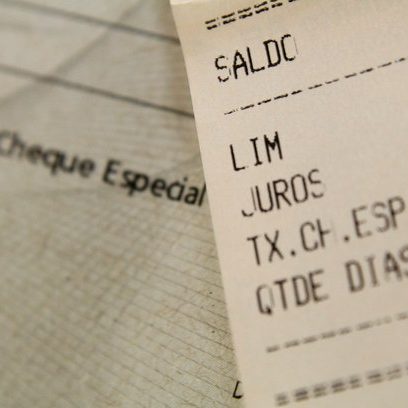 Cheque Especial
SALDO
LIM
JUROS
TX.CH.ESP
QTDE DIAS